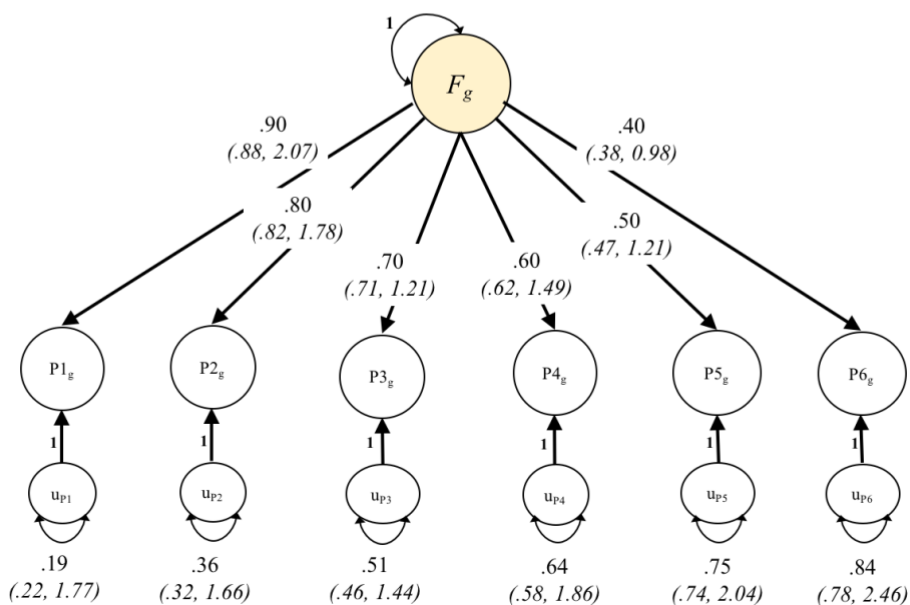 1
F_g
.90
(.88, 2.07)
.80
(.82, 1.78)
.70
(.71, 1.21)
.60
(.62, 1.49)
.50
(.47, 1.21)
.40
(.38, 0.98)
P1_g
P2_g
P3_g
P4_g
P5_g
P6_g
1
1
1
1
1
1
u_P1
u_P2
u_P3
u_P4
u_P5
u_P6
.19
(.22, 1.77)
.36
(.32, 1.66)
.51
(.46, 1.44)
.64
(.58, 1.86)
.75
(.74, 2.04)
.84
(.78, 2.46)